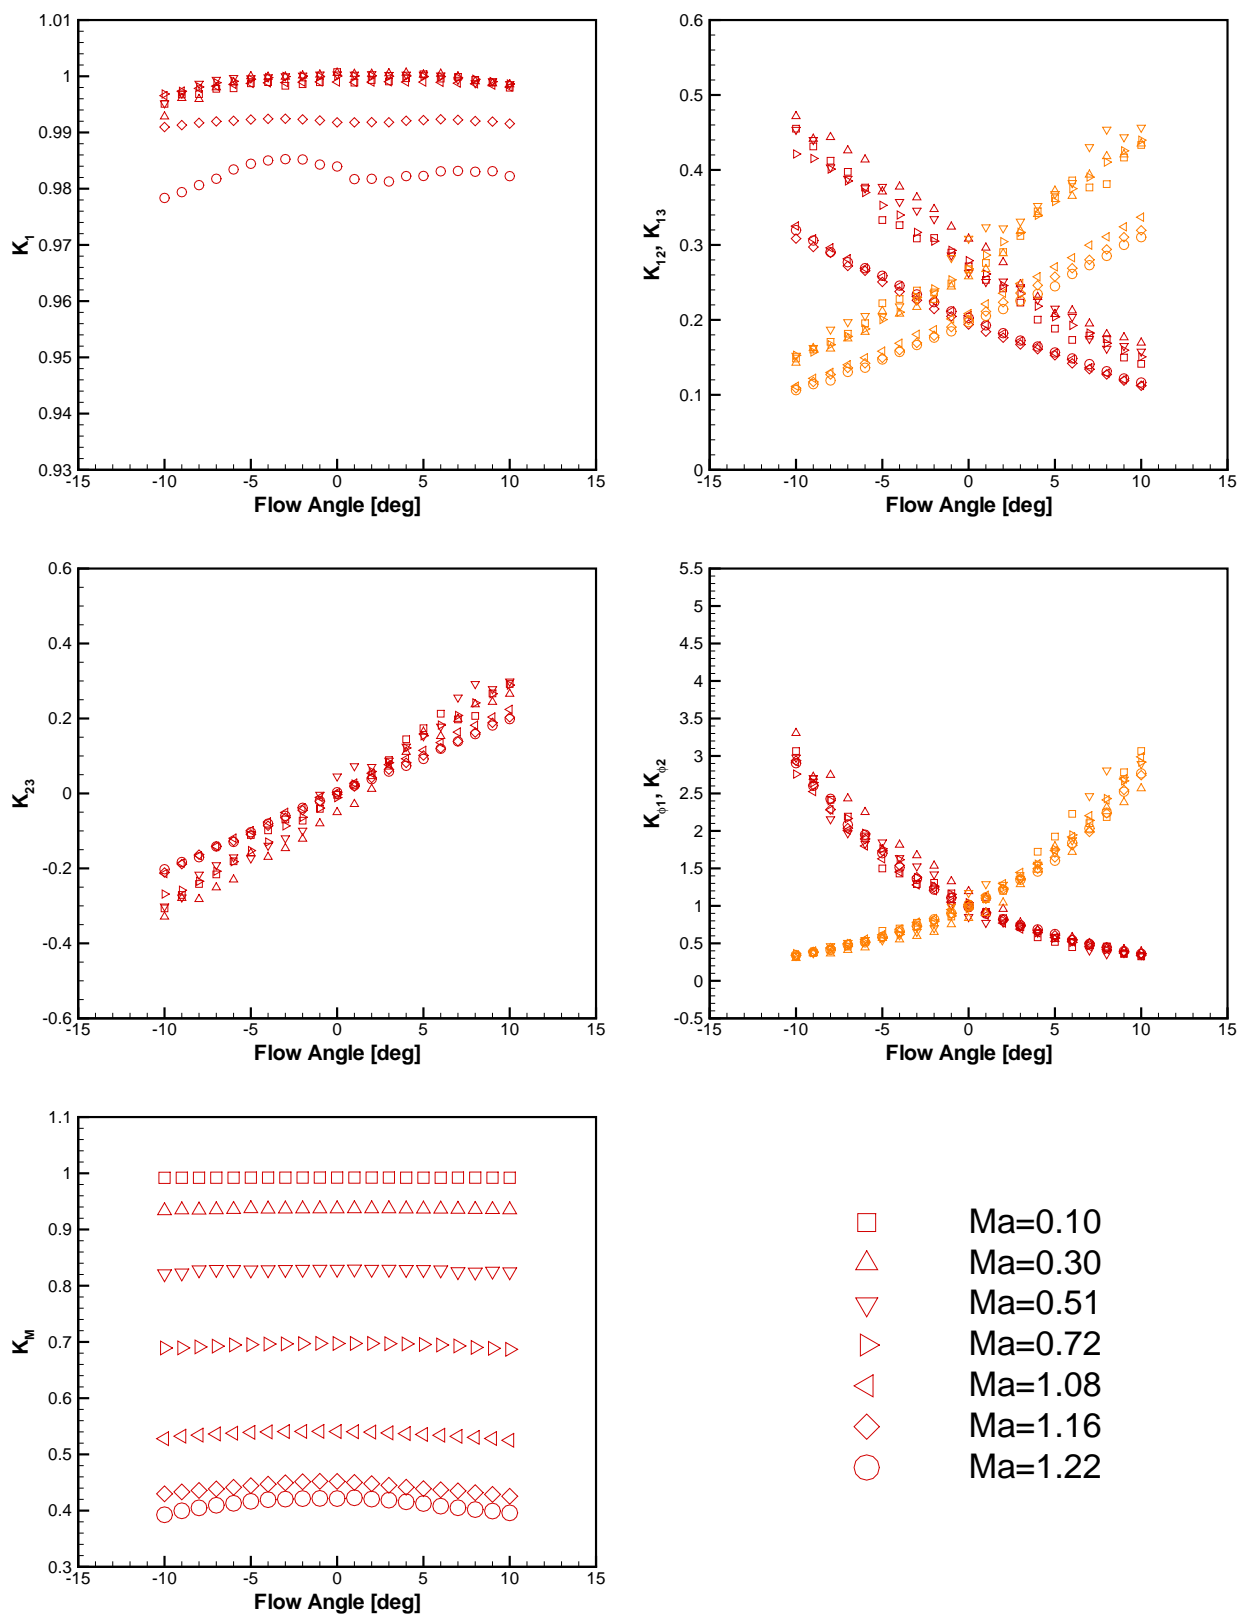 1.01
1
0.99
0.98
0.97
0.96
0.95
0.94
0.93
-15 -10 -5 0 5 10 15
Flow Angle [deg]
K1
0.6
0.5
0.4
0.3
0.2
0.1
0
-15 -10 -5 0 5 10 15
Flow Angle [deg]
K12, K13
0.6
0.4
0.2
0
-0.2
-0.4
-0.6
-15 -10 -5 0 5 10 15
Flow Angle [deg]
K23
5.5
5
4.5
4
3.5
3
2.5
2
1.5
1
0.5
0
-0.5
-15 -10 -5 0 5 10 15
Flow Angle [deg]
Kϕ1, Kϕ2
1.1
1
0.9
0.8
0.7
0.6
0.5
0.4
0.3
-15 -10 -5 0 5 10 15
Flow Angle [deg]
KM
Ma=0.10
Ma=0.30
Ma=0.51
Ma=0.72
Ma=1.08
Ma=1.16
Ma=1.22